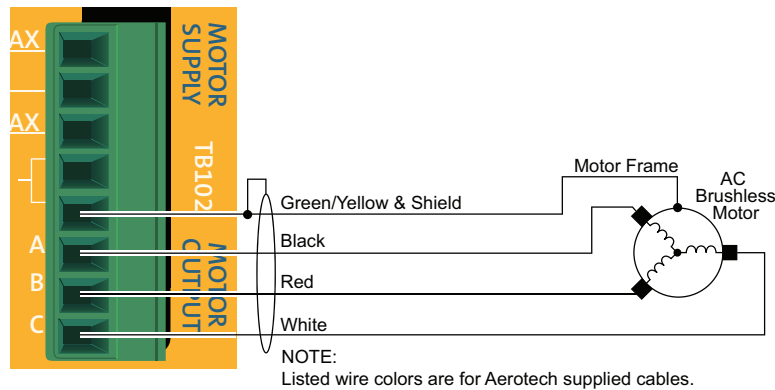 AX
MOTOR
SUPPLY
AX
TB102
Motor Frame
AC
Brushless
Motor
Green/Yellow & Shield
A
Black
MOTOR
OUTPUT
B
Red
C
White
NOTE:
Listed wire colors are for Aerotech supplied cables.